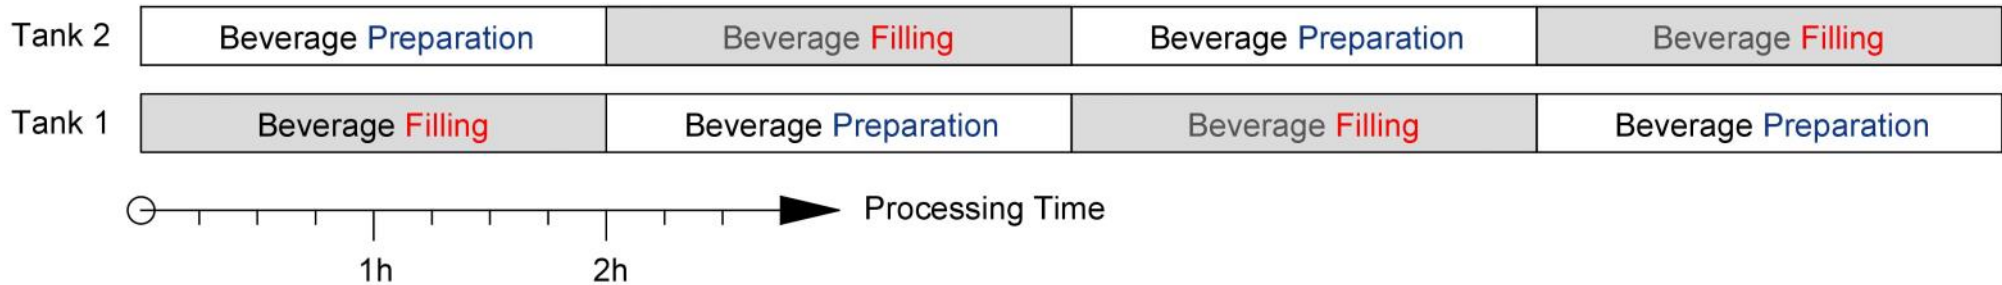 Tank 2 Beverage Preparation Beverage Filling Beverage Preparation Beverage Filling
Tank 1 Beverage Filling Beverage Preparation Beverage Filling Beverage Preparation
Processing Time
1h 2h